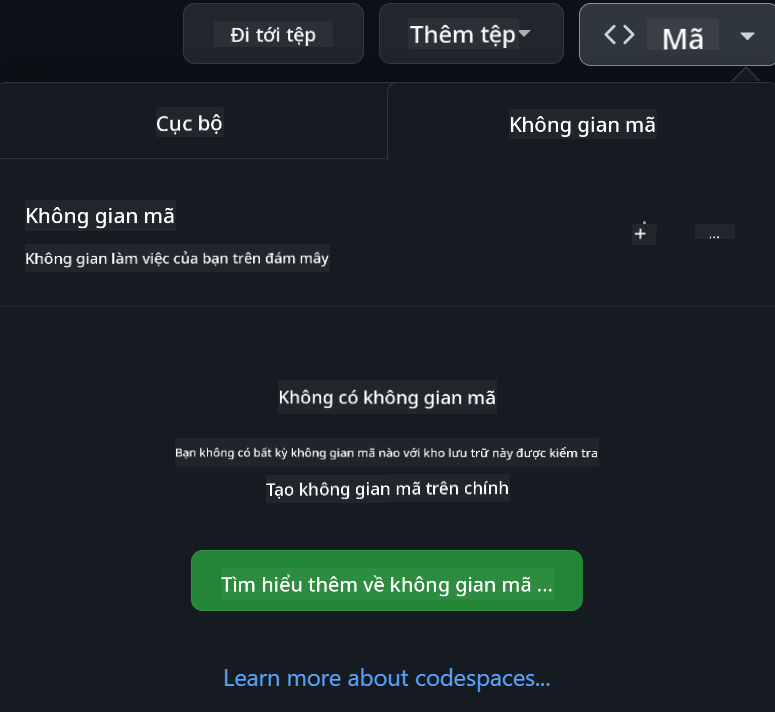 Đi tới tệp
Thêm tệp
<> Mã
Cục bộ
Không gian mã
Không gian mã
+ ...
Không gian làm việc của bạn trên đám mây
Không có không gian mã
Bạn không có bất kỳ không gian mã nào với kho lưu trữ này được kiểm tra
Tạo không gian mã trên chính
Tìm hiểu thêm về không gian mã ...
Learn more about codespaces...